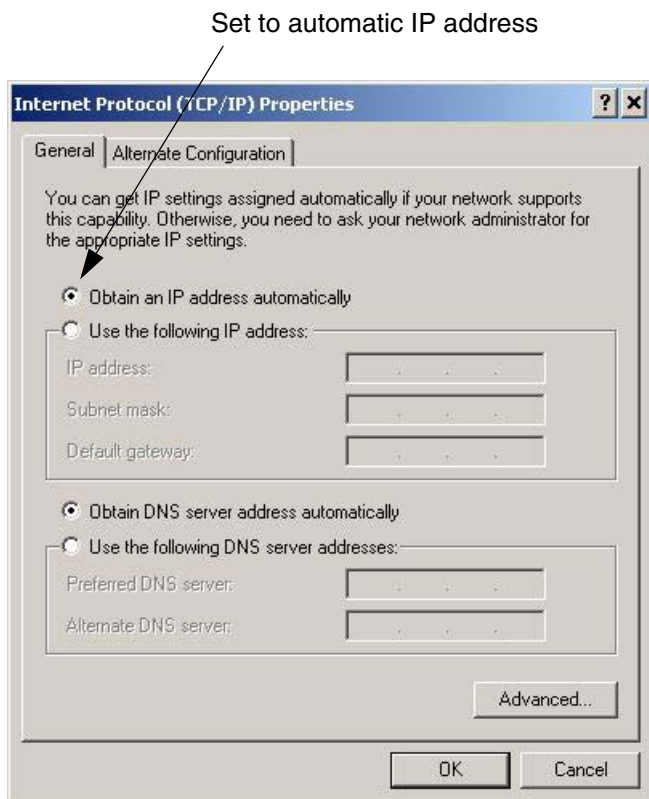 Set to automatic IP address
Internet Protocol (TCP/IP) Properties
General
Alternate Configuration
You can get IP settings assigned automatically if your network supports
this capability. Otherwise, you need to ask your network administrator for
the appropriate IP settings.
Obtain an IP address automatically
Use the following IP address:
IP address:
Subnet mask:
Default gateway:
Obtain DNS server address automatically
Use the following DNS server addresses:
Preferred DNS server:
Alternate DNS server:
Advanced...
OK
Cancel